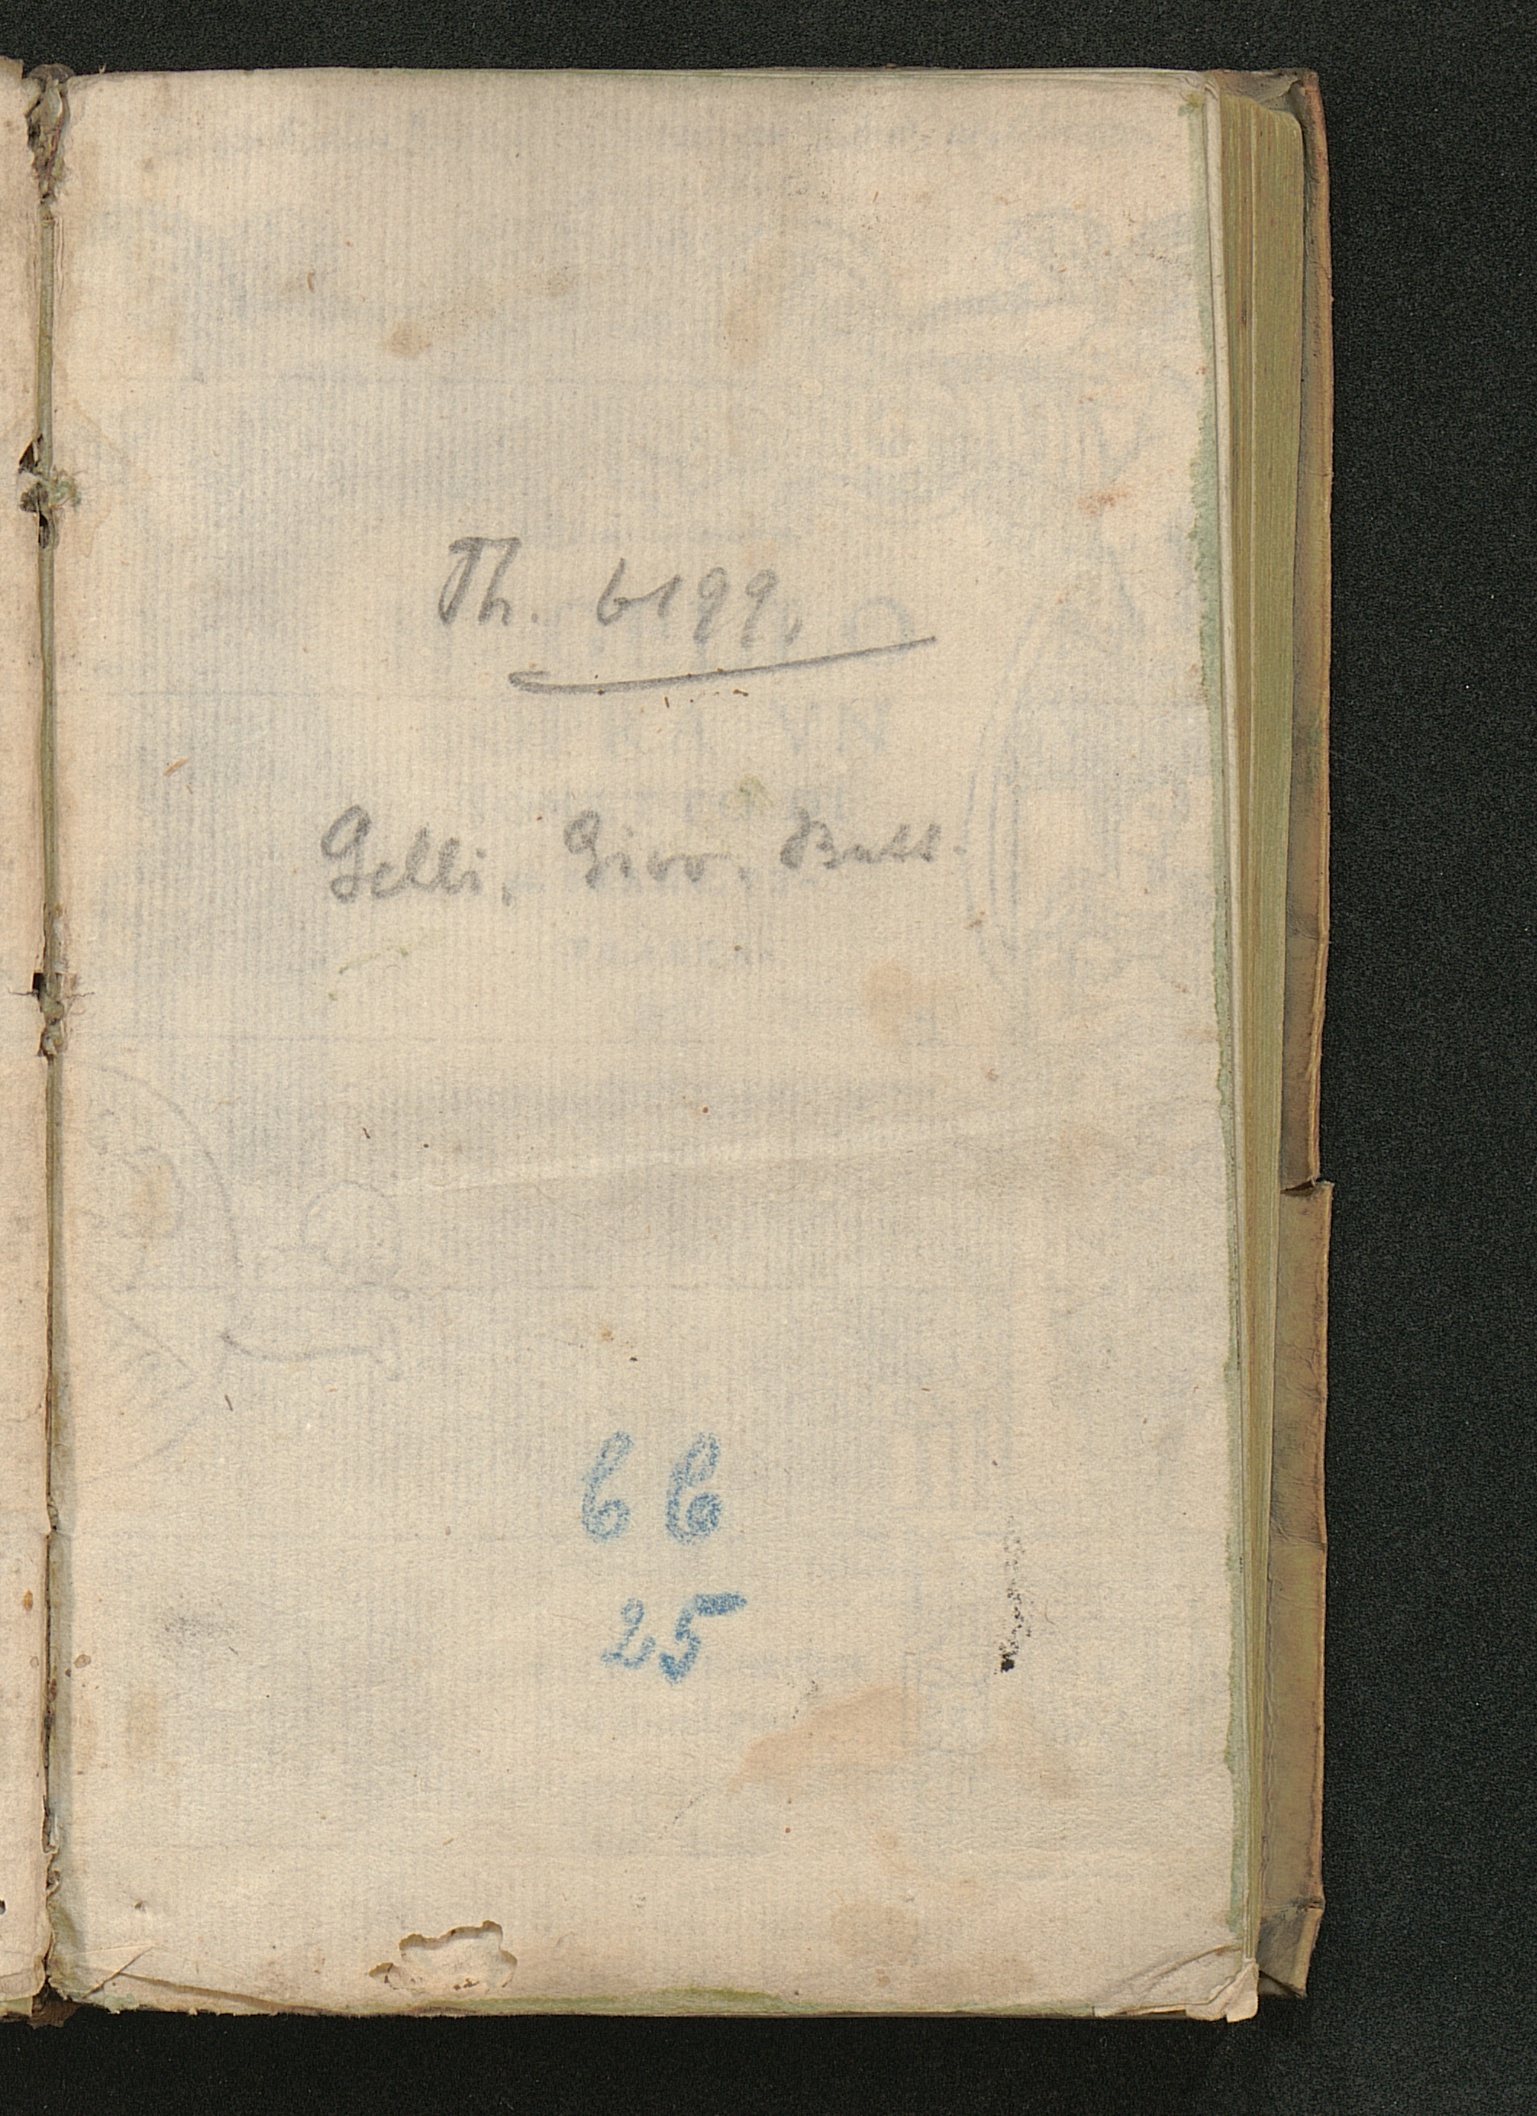 Th. 6199.
Gelli, Giov. Batt.
66
25